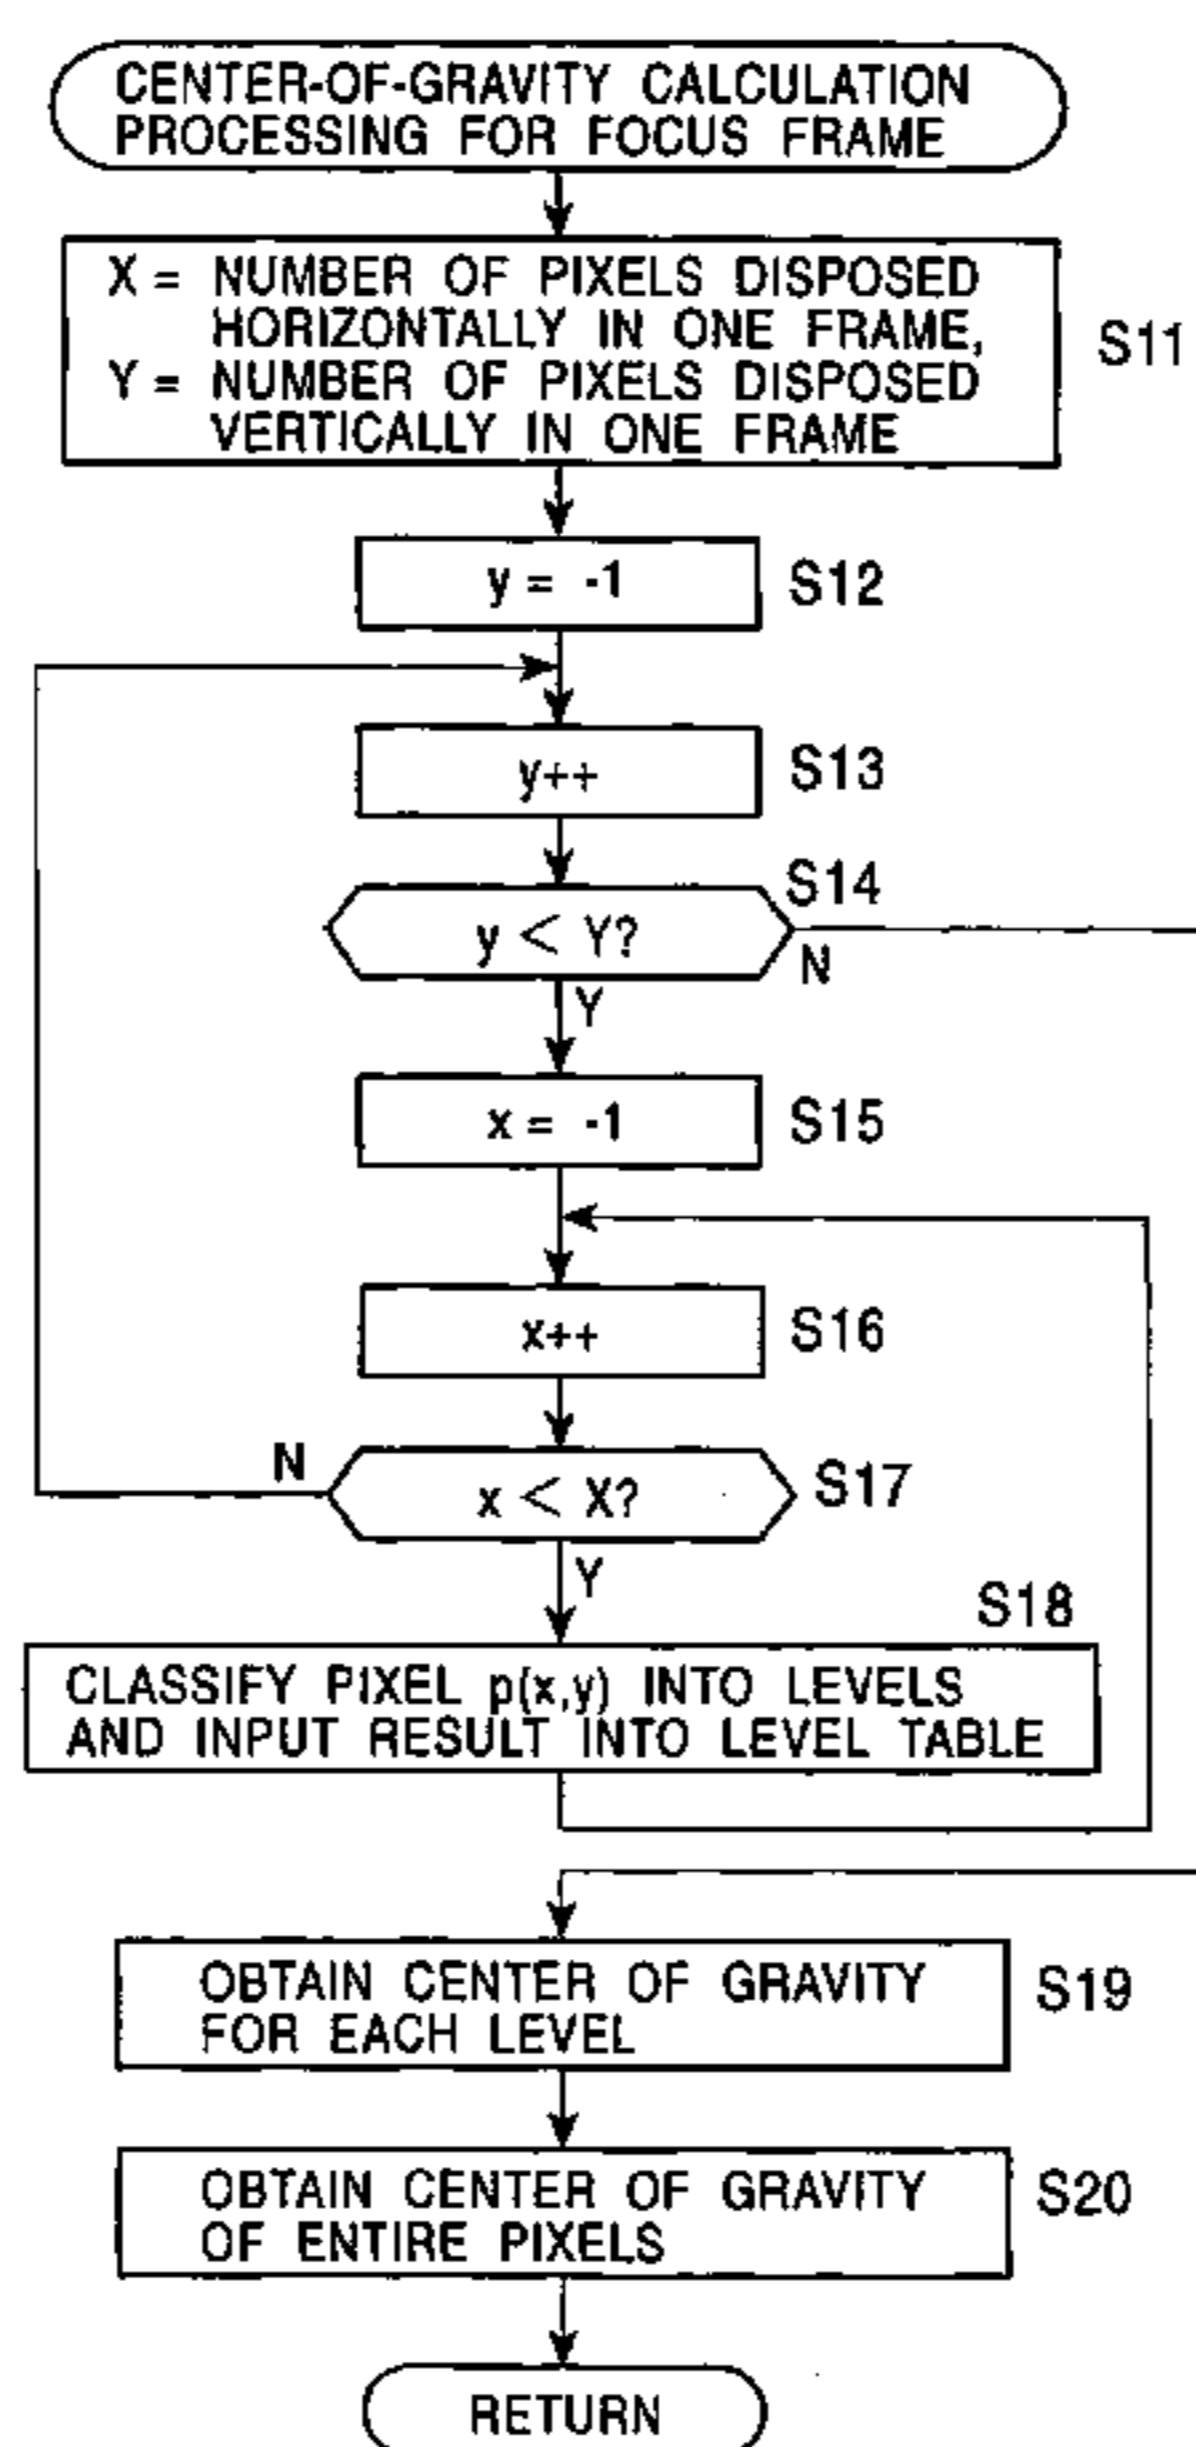 CENTER-OF-GRAVITY CALCULATION
PROCESSING FOR FOCUS FRAME
X = NUMBER OF PIXELS DISPOSED
HORIZONTALLY IN ONE FRAME,
Y = NUMBER OF PIXELS DISPOSED
VERTICALLY IN ONE FRAME
S11
y = -1
S12
y++
S13
S14
y < Y?
N
Y
x = -1
S15
x++
S16
N
x < X?
S17
Y
S18
CLASSIFY PIXEL p(x,y) INTO LEVELS
AND INPUT RESULT INTO LEVEL TABLE
OBTAIN CENTER OF GRAVITY
FOR EACH LEVEL
S19
OBTAIN CENTER OF GRAVITY
OF ENTIRE PIXELS
S20
RETURN